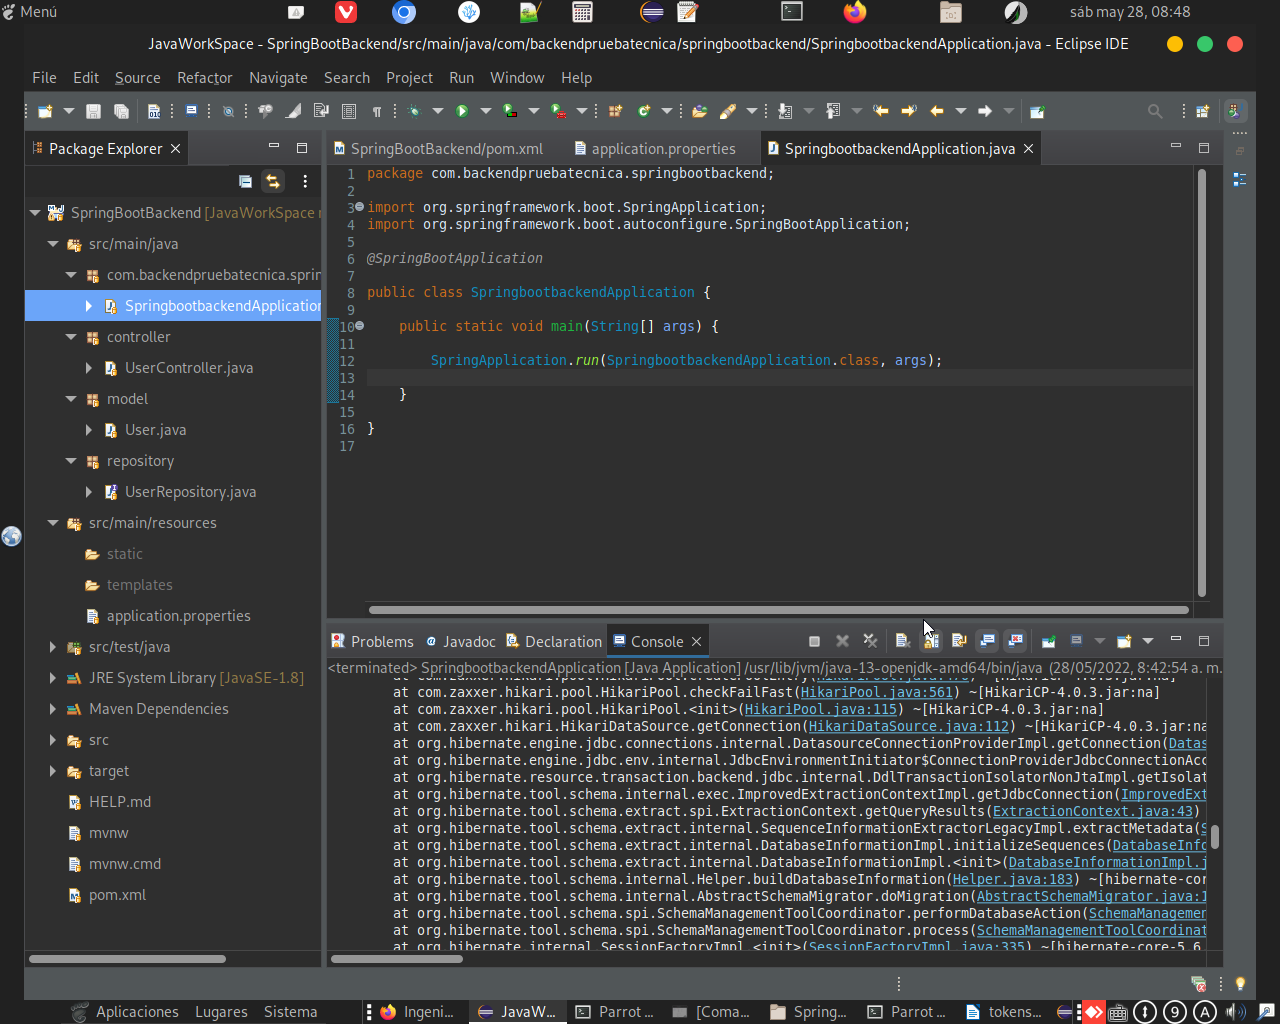 Menú
sáb may 28, 08:48
JavaWorkSpace - SpringBootBackend/src/main/java/com/backendpruebatecnica/springbootbackend/SpringbootbackendApplication.java - Eclipse IDE
File Edit Source Refactor Navigate Search Project Run Window Help
Package Explorer
SpringBootBackend [JavaWorkSpace
src/main/java
com.backendpruebatecnica.sprin
SpringbootbackendApplication
controller
UserController.java
model
User.java
repository
UserRepository.java
src/main/resources
static
templates
application.properties
src/test/java
JRE System Library [JavaSE-1.8]
Maven Dependencies
src
target
HELP.md
mvnw
mvnw.cmd
pom.xml
SpringBootBackend/pom.xml
application.properties
SpringbootbackendApplication.java
1 package com.backendpruebatecnica.springbootbackend;
2
3 import org.springframework.boot.SpringApplication;
4 import org.springframework.boot.autoconfigure.SpringBootApplication;
5
6 @SpringBootApplication
7
8 public class SpringbootbackendApplication {
9
10 public static void main(String[] args) {
11
12 SpringApplication.run(SpringbootbackendApplication.class, args);
13
14 }
15
16 }
17
Problems Javadoc Declaration Console
<terminated> SpringbootbackendApplication [Java Application] /usr/lib/jvm/java-13-openjdk-amd64/bin/java (28/05/2022, 8:42:54 a. m.
at com.zaxxer.hikari.pool.HikariPool.checkFailFast(HikariPool.java:561) ~[HikariCP-4.0.3.jar:na]
at com.zaxxer.hikari.pool.HikariPool.<init>(HikariPool.java:115) ~[HikariCP-4.0.3.jar:na]
at com.zaxxer.hikari.HikariDataSource.getConnection(HikariDataSource.java:112) ~[HikariCP-4.0.3.jar:na
at org.hibernate.engine.jdbc.connections.internal.DatasourceConnectionProviderImpl.getConnection(Datas
at org.hibernate.engine.jdbc.env.internal.JdbcEnvironmentInitiator$ConnectionProviderJdbcConnectionAcc
at org.hibernate.resource.transaction.backend.jdbc.internal.DdlTransactionIsolatorNonJtaImpl.getIsolat
at org.hibernate.tool.schema.internal.exec.ImprovedExtractionContextImpl.getJdbcConnection(ImprovedExt
at org.hibernate.tool.schema.extract.spi.ExtractionContext.getQueryResults(ExtractionContext.java:43)
at org.hibernate.tool.schema.extract.internal.SequenceInformationExtractorLegacyImpl.extractMetadata(S
at org.hibernate.tool.schema.extract.internal.DatabaseInformationImpl.initializeSequences(DatabaseInfo
at org.hibernate.tool.schema.extract.internal.DatabaseInformationImpl.<init>(DatabaseInformationImpl.j
at org.hibernate.tool.schema.internal.Helper.buildDatabaseInformation(Helper.java:183) ~[hibernate-cor
at org.hibernate.tool.schema.internal.AbstractSchemaMigrator.doMigration(AbstractSchemaMigrator.java:1
at org.hibernate.tool.schema.spi.SchemaManagementToolCoordinator.performDatabaseAction(SchemaManagemen
at org.hibernate.tool.schema.spi.SchemaManagementToolCoordinator.process(SchemaManagementToolCoordinat
at org.hibernate.internal.SessionFactoryImpl.<init>(SessionFactoryImpl.java:335) ~[hibernate-core-5.6
Aplicaciones Lugares Sistema Ingeni... JavaW... Parrot ... [Coma... Spring... Parrot ... tokens... 9 A